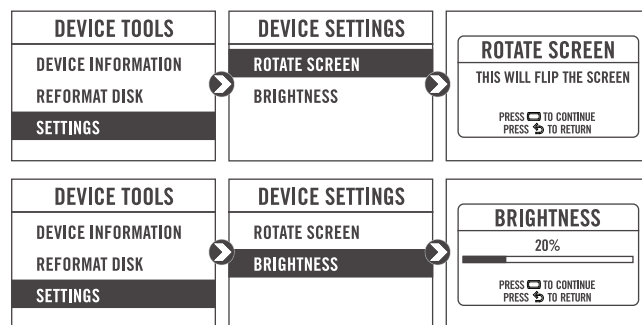 DEVICE TOOLS
DEVICE INFORMATION
REFORMAT DISK
SETTINGS
DEVICE SETTINGS
ROTATE SCREEN
BRIGHTNESS
ROTATE SCREEN
THIS WILL FLIP THE SCREEN
PRESS TO CONTINUE
PRESS TO RETURN
DEVICE TOOLS
DEVICE INFORMATION
REFORMAT DISK
SETTINGS
DEVICE SETTINGS
ROTATE SCREEN
BRIGHTNESS
BRIGHTNESS
20%
PRESS TO CONTINUE
PRESS TO RETURN